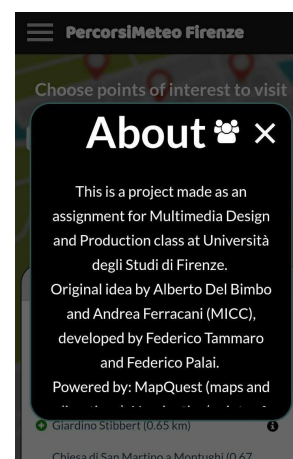 PercorsiMeteo Firenze
Choose points of interest to visit
About
This is a project made as an
assignment for Multimedia Design
and Production class at Università
degli Studi di Firenze.
Original idea by Alberto Del Bimbo
and Andrea Ferracani (MICC),
developed by Federico Tammaro
and Federico Palai.
Powered by: MapQuest (maps and
Giardino Stibbert (0.65 km)
Chiesa di San Martino a Montughi (0.67